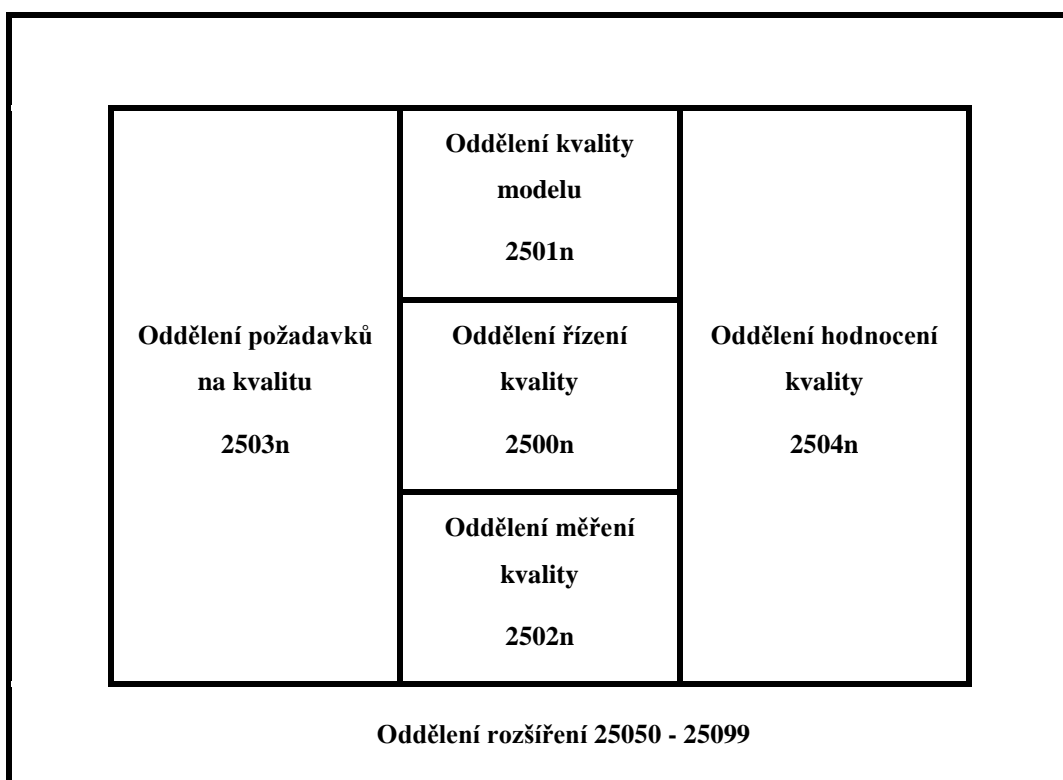 Oddělení kvality
modelu
2501n
Oddělení požadavků
na kvalitu
2503n
Oddělení řízení
kvality
2500n
Oddělení hodnocení
kvality
2504n
Oddělení měření
kvality
2502n
Oddělení rozšíření 25050 - 25099